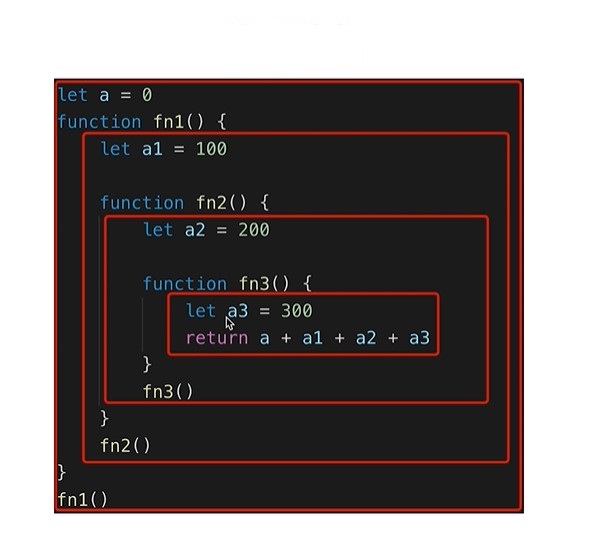 let a = 0
function fn1() {
let a1 = 100
function fn2() {
let a2 = 200
function fn3() {
let a3 = 300
return a + a1 + a2 + a3
}
fn3()
}
fn2()
}
fn1()